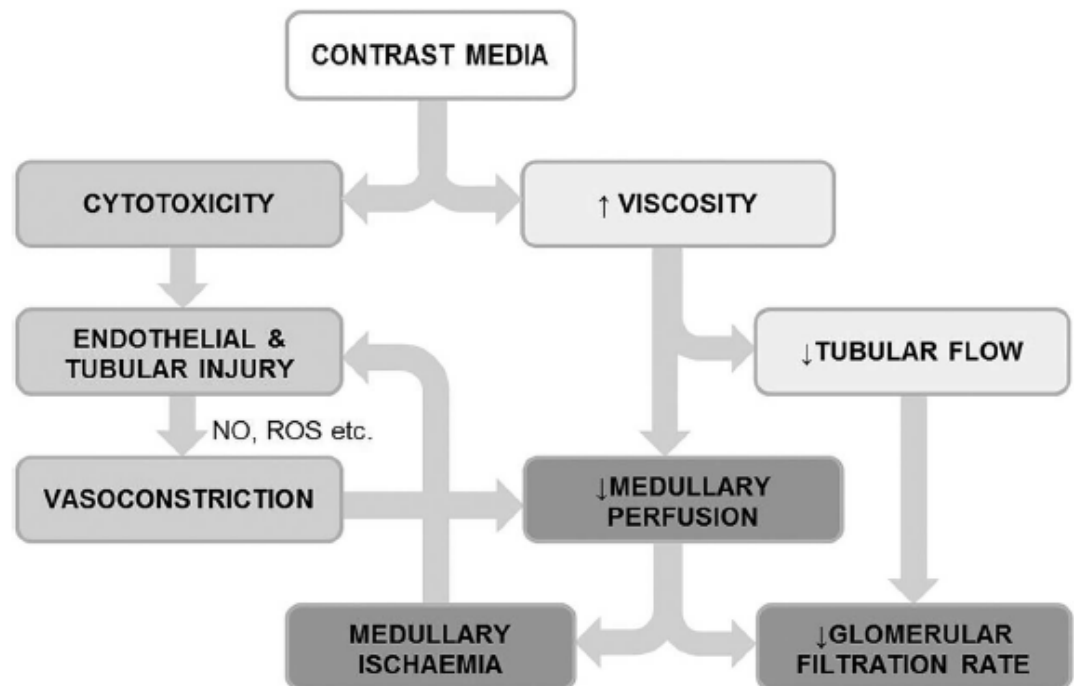 CONTRAST MEDIA
CYTOTOXICITY
↑ VISCOSITY
ENDOTHELIAL &
TUBULAR INJURY
↓TUBULAR FLOW
NO, ROS etc.
VASOCONSTRICTION
↓MEDULLARY
PERFUSION
MEDULLARY
ISCHAEMIA
↓GLOMERULAR
FILTRATION RATE